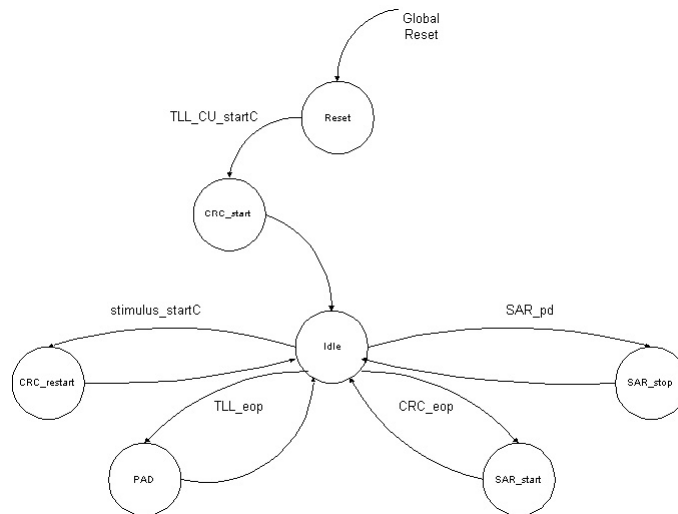 Global
Reset
Reset
TLL_CU_startC
CRC_start
stimulus_startC
SAR_pd
Idle
CRC_restart
SAR_stop
TLL_eop
CRC_eop
PAD
SAR_start